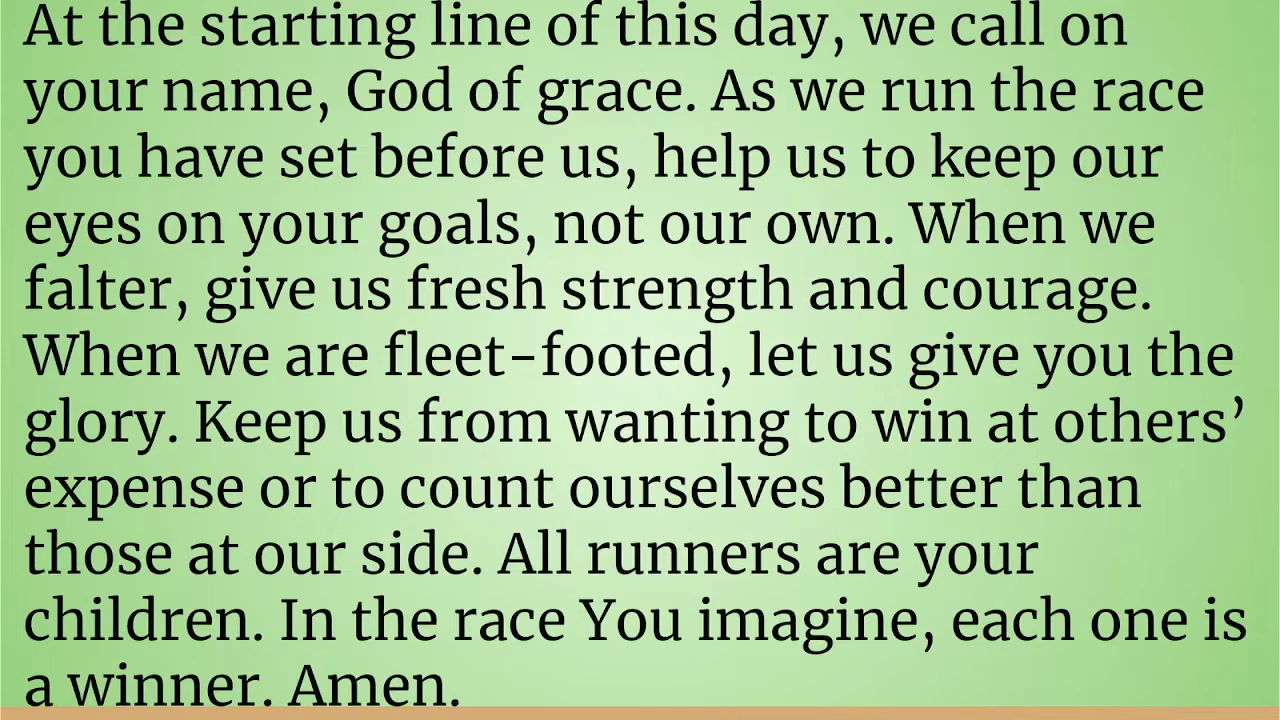 At the starting line of this day, we call on
your name, God of grace. As we run the race
you have set before us, help us to keep our
eyes on your goals, not our own. When we
falter, give us fresh strength and courage.
When we are fleet-footed, let us give you the
glory. Keep us from wanting to win at others’
expense or to count ourselves better than
those at our side. All runners are your
children. In the race You imagine, each one is
a winner. Amen.